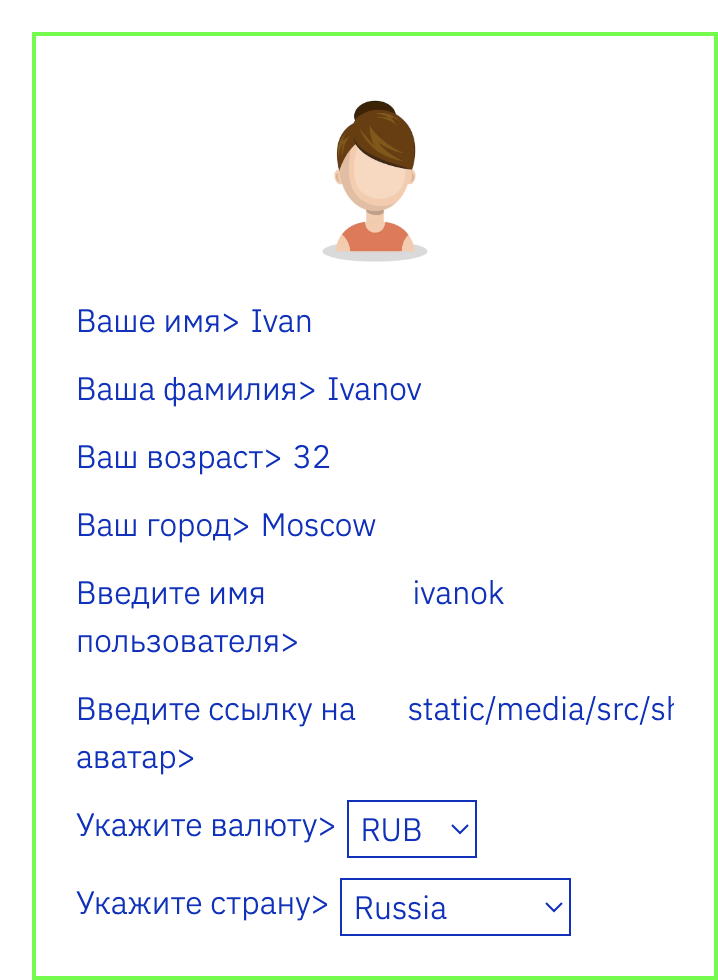 Ваше имя> Ivan
Ваша фамилия> Ivanov
Ваш возраст> 32
Ваш город> Moscow
Введите имя ivanok
пользователя>
Введите ссылку на static/media/src/sh
аватар>
Укажите валюту> RUB
Укажите страну> Russia